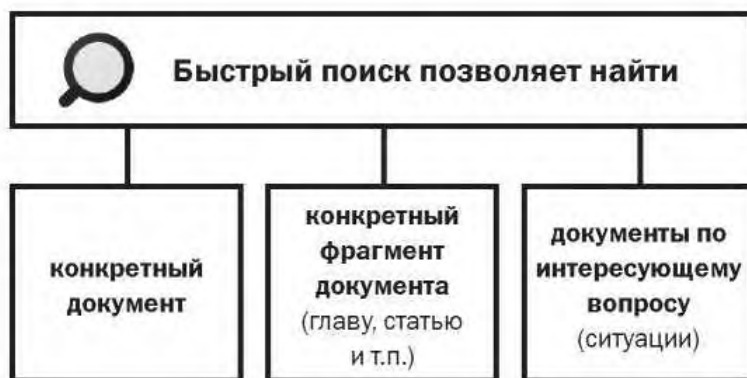 Быстрый поиск позволяет найти
конкретный
документ
конкретный
фрагмент
документа
(главу, статью
и т.п.)
документы по
интересующему
вопросу
(ситуации)